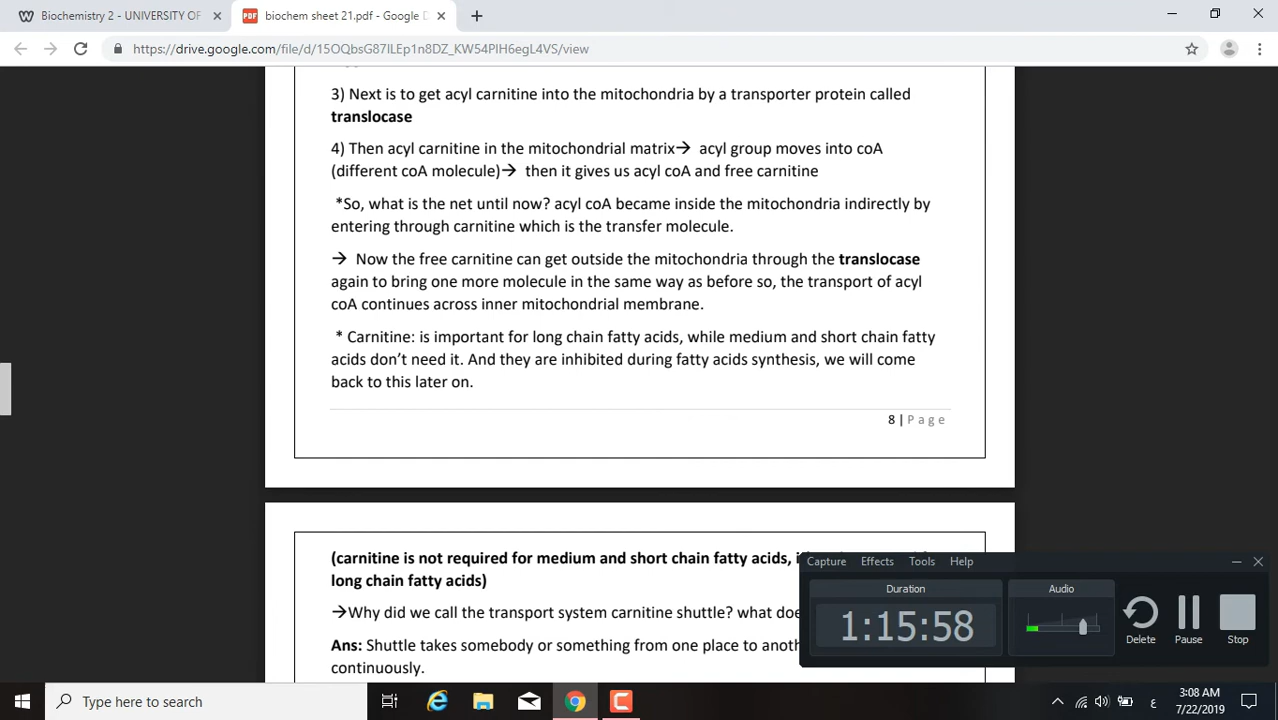 Biochemistry 2 - UNIVERSITY OF
biochem sheet 21.pdf - Google D
https://drive.google.com/file/d/15OQbsG87lLEp1n8DZ_KW54PlH6egL4VS/view
3) Next is to get acyl carnitine into the mitochondria by a transporter protein called
translocase
4) Then acyl carnitine in the mitochondrial matrix→ acyl group moves into coA
(different coA molecule)→ then it gives us acyl coA and free carnitine
*So, what is the net until now? acyl coA became inside the mitochondria indirectly by
entering through carnitine which is the transfer molecule.
→ Now the free carnitine can get outside the mitochondria through the translocase
again to bring one more molecule in the same way as before so, the transport of acyl
coA continues across inner mitochondrial membrane.
* Carnitine: is important for long chain fatty acids, while medium and short chain fatty
acids don't need it. And they are inhibited during fatty acids synthesis, we will come
back to this later on.
8 | Page
(carnitine is not required for medium and short chain fatty acids,
long chain fatty acids)
→Why did we call the transport system carnitine shuttle? what doe
Ans: Shuttle takes somebody or something from one place to anoth
continuously.
Capture Effects Tools Help
Duration
Audio
1:15:58
Delete Pause Stop
Type here to search
ع
3:08 AM
7/22/2019